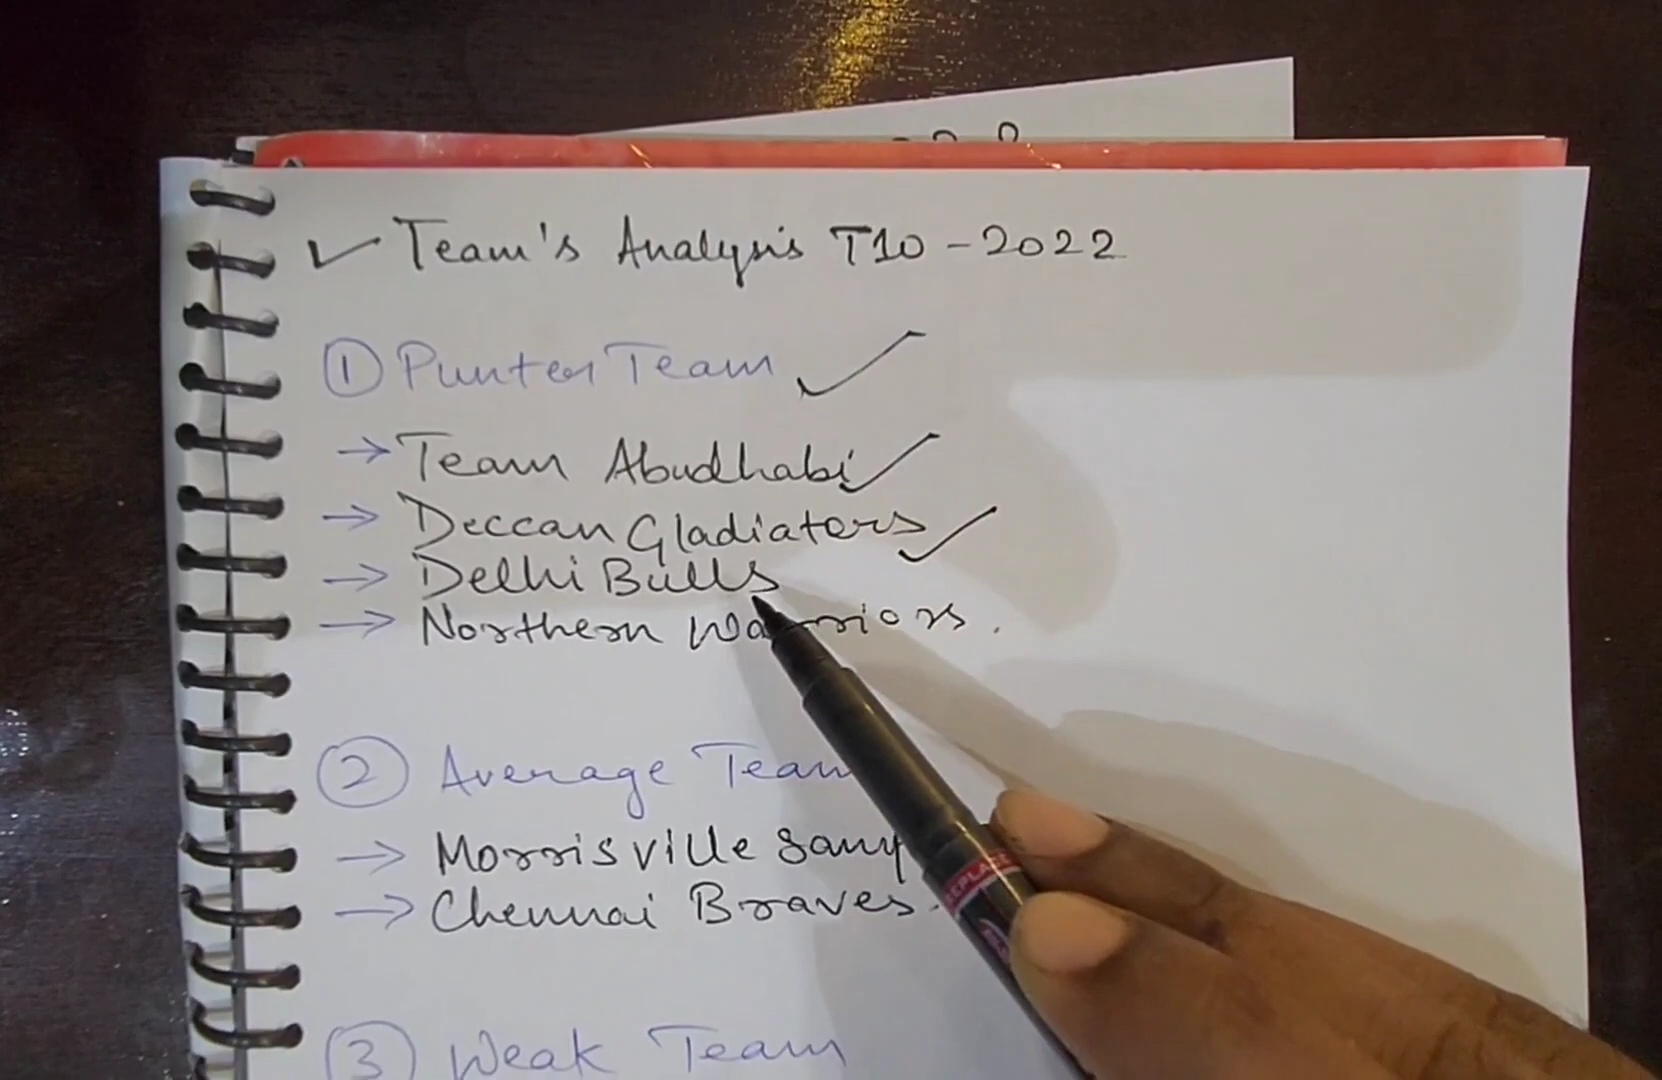 Team's Analysis T10 - 2022
① Punter Team
→ Team Abudhabi
→ Deccan Gladiators
→ Delhi Bulls
→ Northern Warriors.
② Average Team
→ Morrisville
→ Chennai Braves.
③ Weak Team
REPLACE